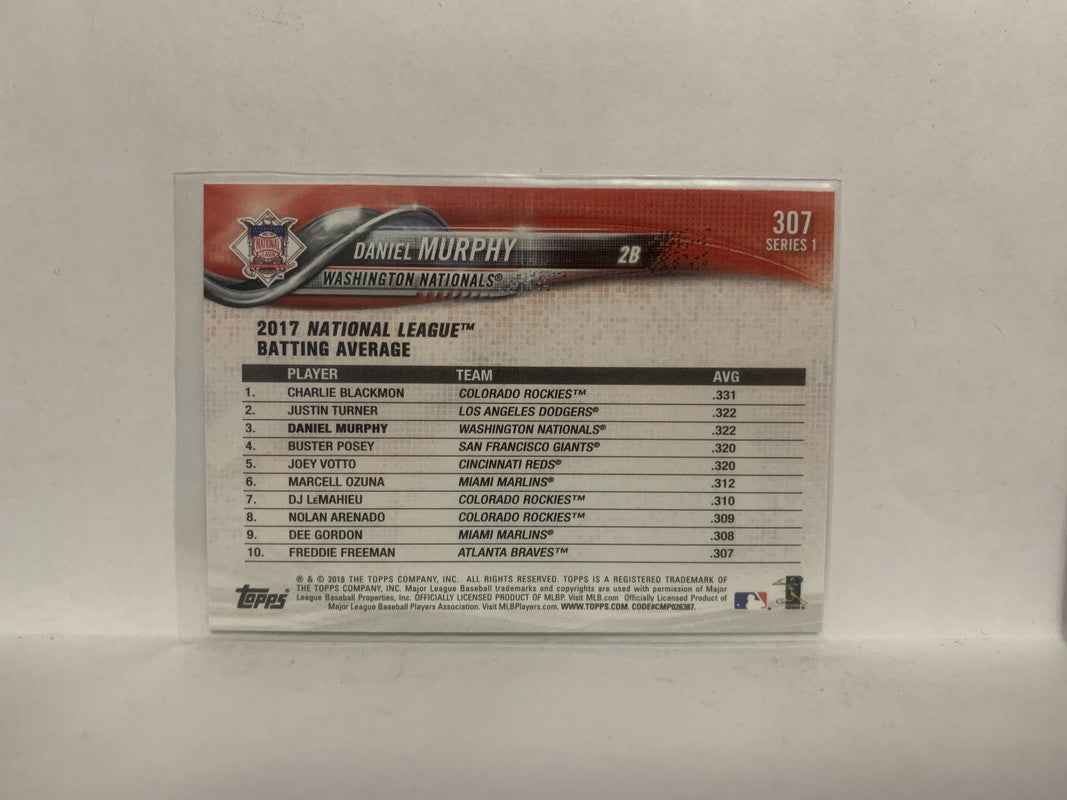 307
SERIES 1
DANIEL MURPHY 2B
WASHINGTON NATIONALS®
NATIONAL LEAGUE
2017 NATIONAL LEAGUE™
BATTING AVERAGE
PLAYER TEAM AVG
1. CHARLIE BLACKMON COLORADO ROCKIES™ .331
2. JUSTIN TURNER LOS ANGELES DODGERS® .322
3. DANIEL MURPHY WASHINGTON NATIONALS® .322
4. BUSTER POSEY SAN FRANCISCO GIANTS® .320
5. JOEY VOTTO CINCINNATI REDS® .320
6. MARCELL OZUNA MIAMI MARLINS® .312
7. DJ LeMAHIEU COLORADO ROCKIES™ .310
8. NOLAN ARENADO COLORADO ROCKIES™ .309
9. DEE GORDON MIAMI MARLINS® .308
10. FREDDIE FREEMAN ATLANTA BRAVES™ .307
® & © 2018 THE TOPPS COMPANY, INC. ALL RIGHTS RESERVED. TOPPS IS A REGISTERED TRADEMARK OF
THE TOPPS COMPANY, INC. Major League Baseball trademarks and copyrights are used with permission of Major
League Baseball Properties, Inc. OFFICIALLY LICENSED PRODUCT OF MLBP. Visit MLB.com Officially Licensed Product of
Major League Baseball Players Association. Visit MLBPlayers.com. WWW.TOPPS.COM. CODE#CMP026387.
Topps®